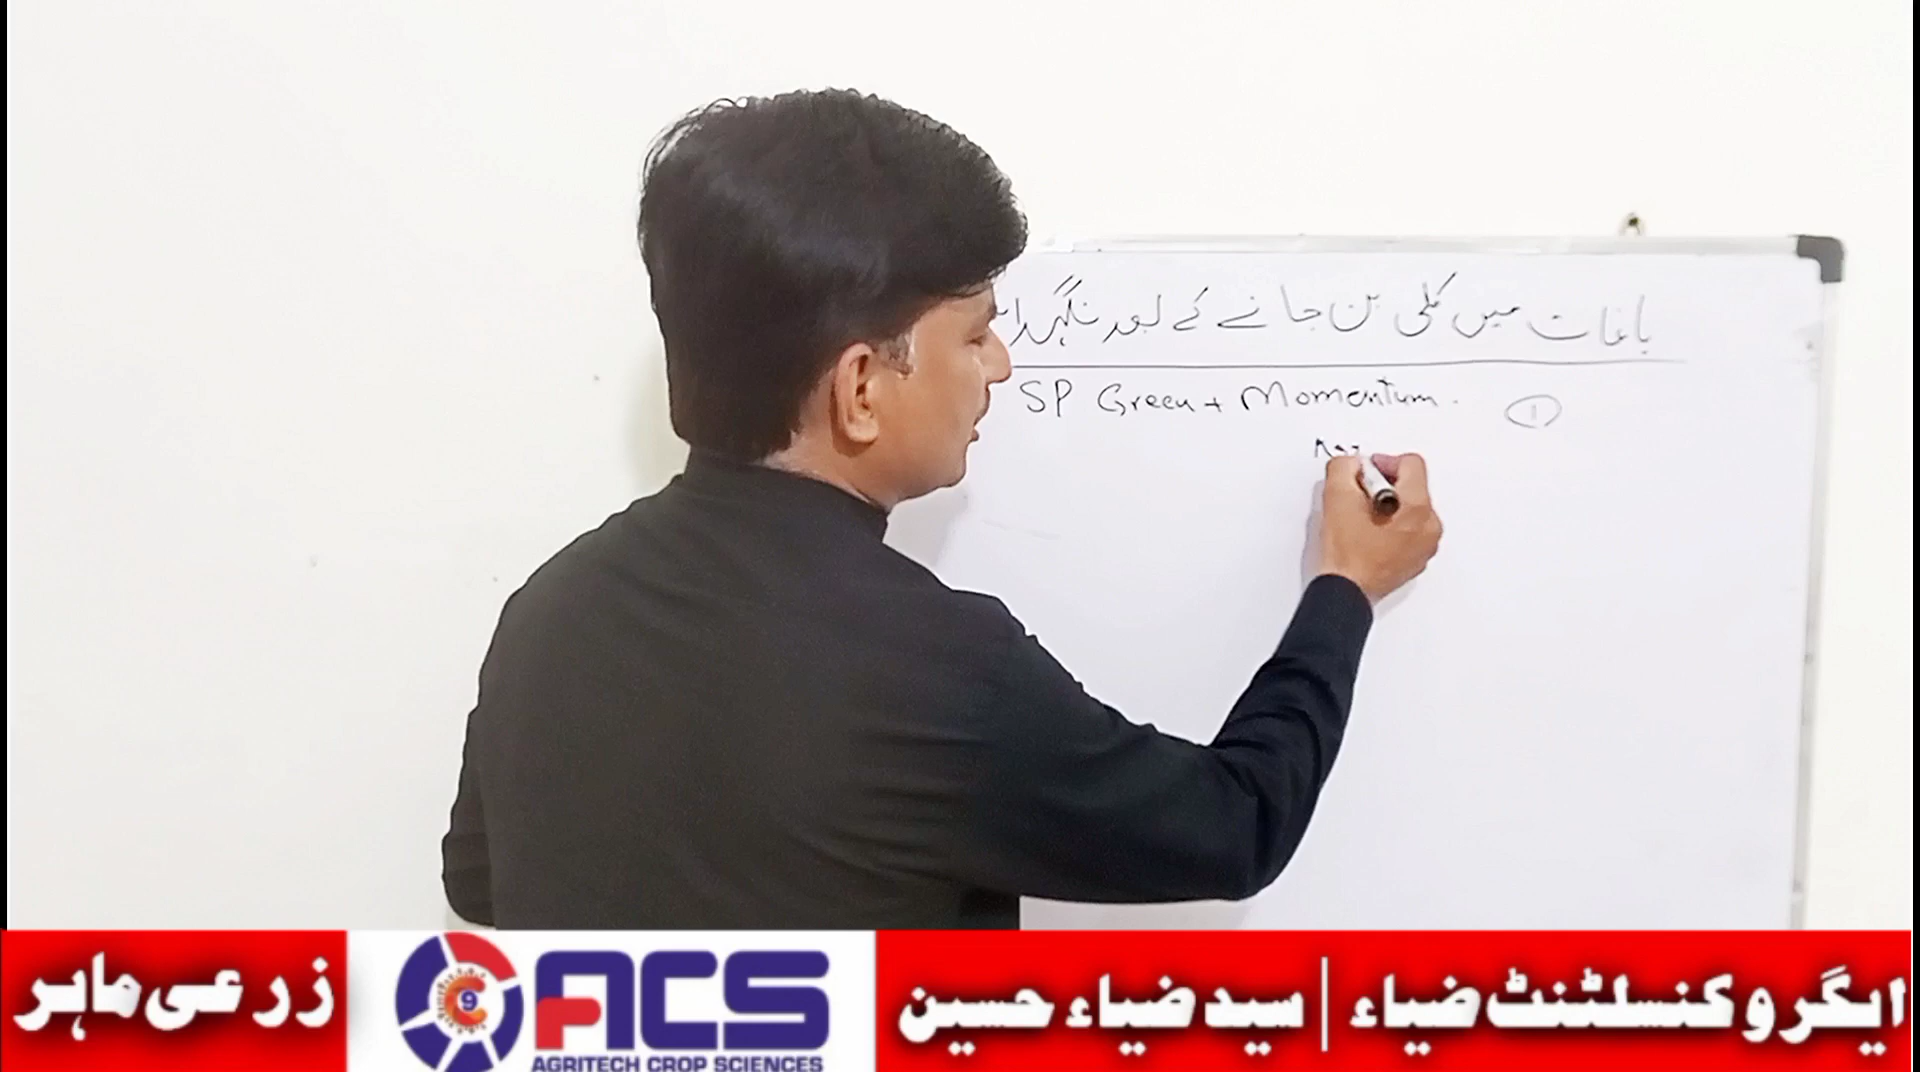 باغات میں کلی بن جانے کے بعد
SP Green + Momentum. ①
زرعی ماہر
ACS
AGRITECH CROP SCIENCES
ایگرو کنسلٹنٹ ضیاء | سید ضیاء حسین